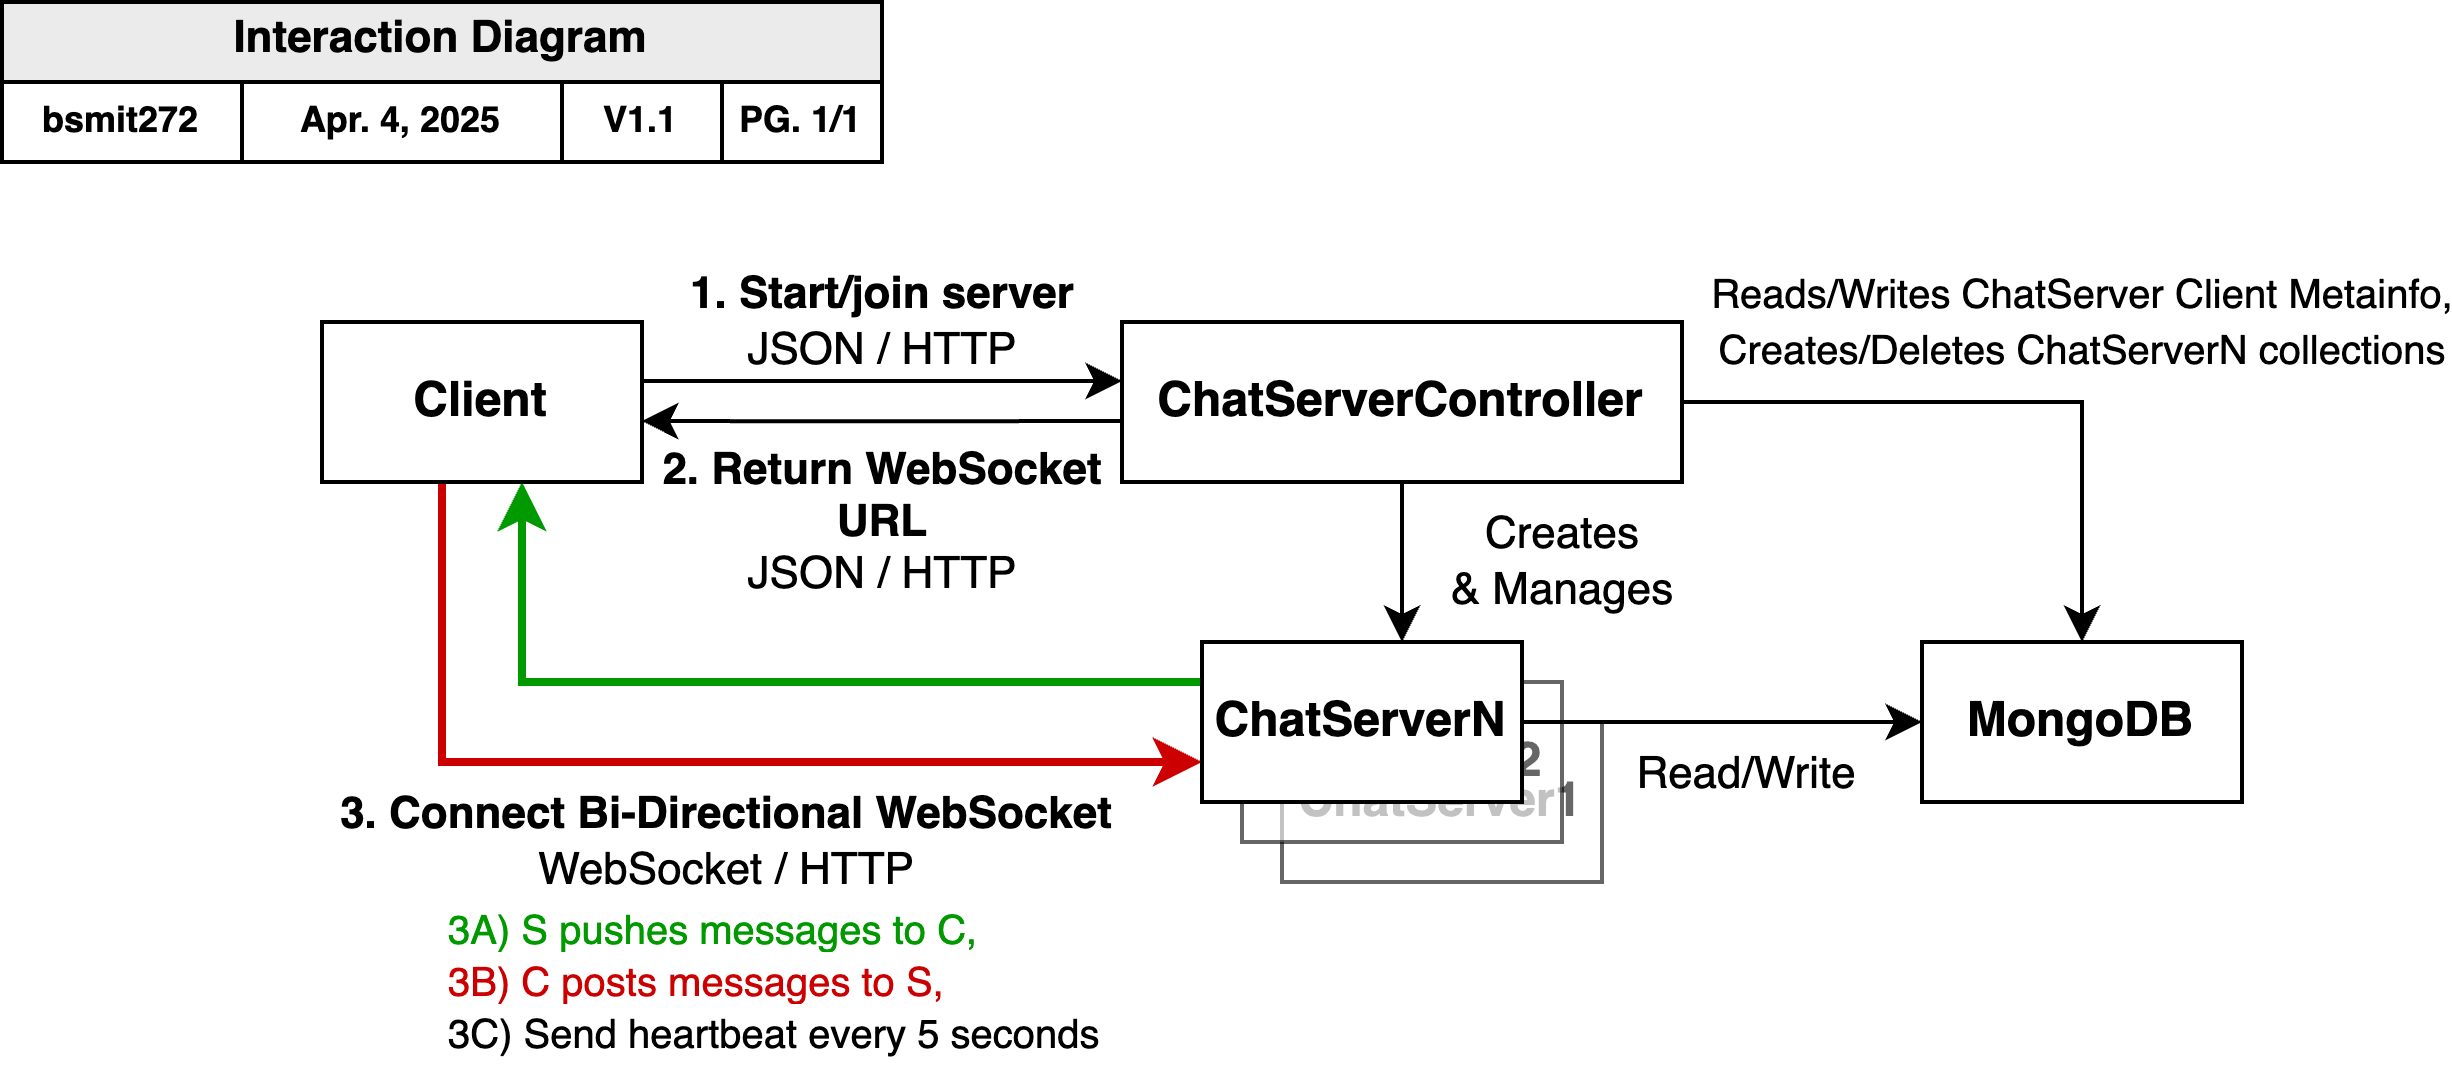 Interaction Diagram
bsmit272
Apr. 4, 2025
V1.1
PG. 1/1
1. Start/join server
JSON / HTTP
Reads/Writes ChatServer Client Metainfo,
Creates/Deletes ChatServerN collections
Client
ChatServerController
2. Return WebSocket
URL
JSON / HTTP
Creates
& Manages
ChatServerN
MongoDB
2
ChatServer1
Read/Write
3. Connect Bi-Directional WebSocket
WebSocket / HTTP
3A) S pushes messages to C,
3B) C posts messages to S,
3C) Send heartbeat every 5 seconds